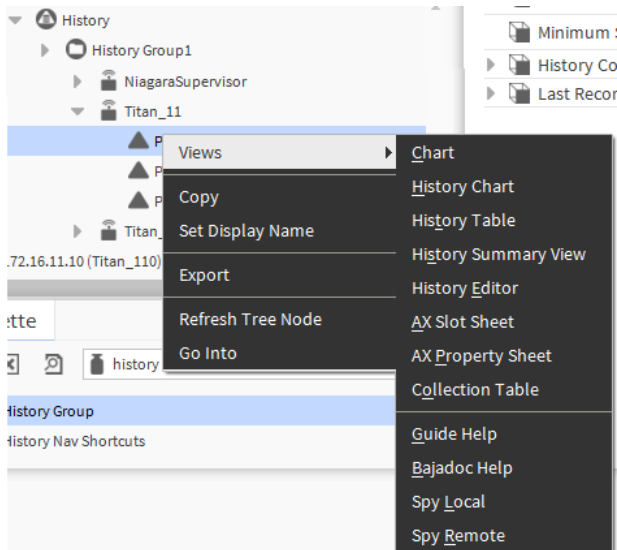 History
History Group1
NiagaraSupervisor
Titan_11
P
P
P
Titan_
172.16.11.10 (Titan_110)
ette
history
History Group
History Nav Shortcuts
Minimum
History Co
Last Recor
Views
Copy
Set Display Name
Export
Refresh Tree Node
Go Into
Chart
History Chart
History Table
History Summary View
History Editor
AX Slot Sheet
AX Property Sheet
Collection Table
Guide Help
Bajadoc Help
Spy Local
Spy Remote